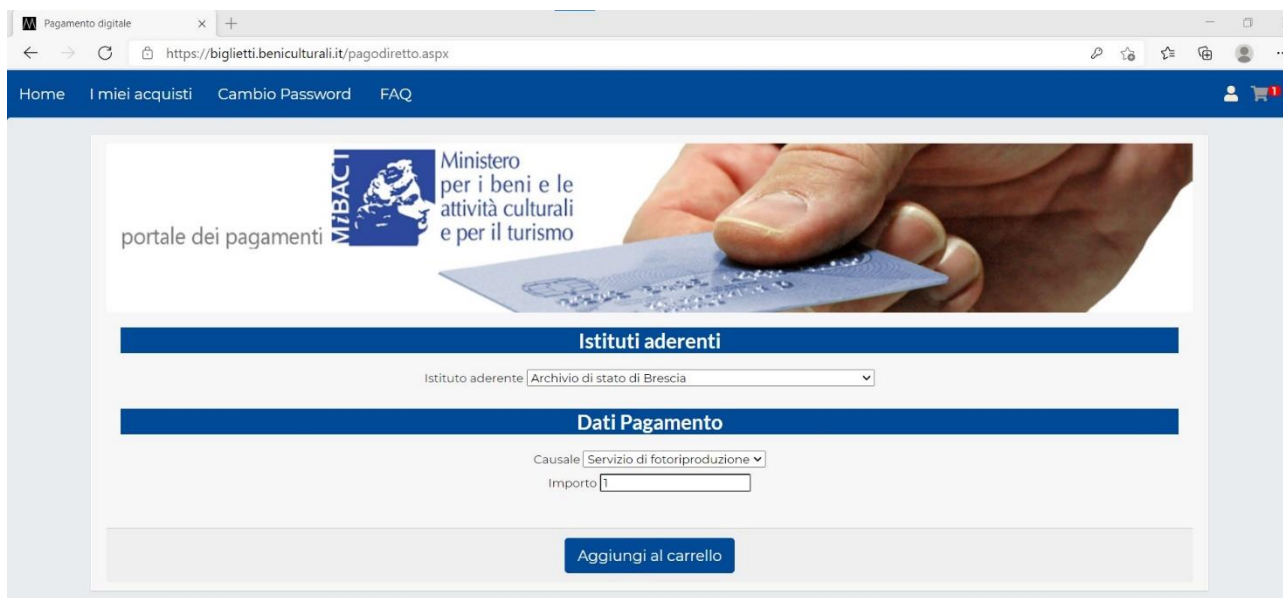 Pagamento digitale
https://biglietti.beniculturali.it/pagodiretto.aspx
Home I miei acquisti Cambio Password FAQ 1
portale dei pagamenti
MiBACT
Ministero
per i beni e le
attività culturali
e per il turismo
Istituti aderenti
Istituto aderente Archivio di stato di Brescia
Dati Pagamento
Causale Servizio di fotoriproduzione
Importo 1
Aggiungi al carrello